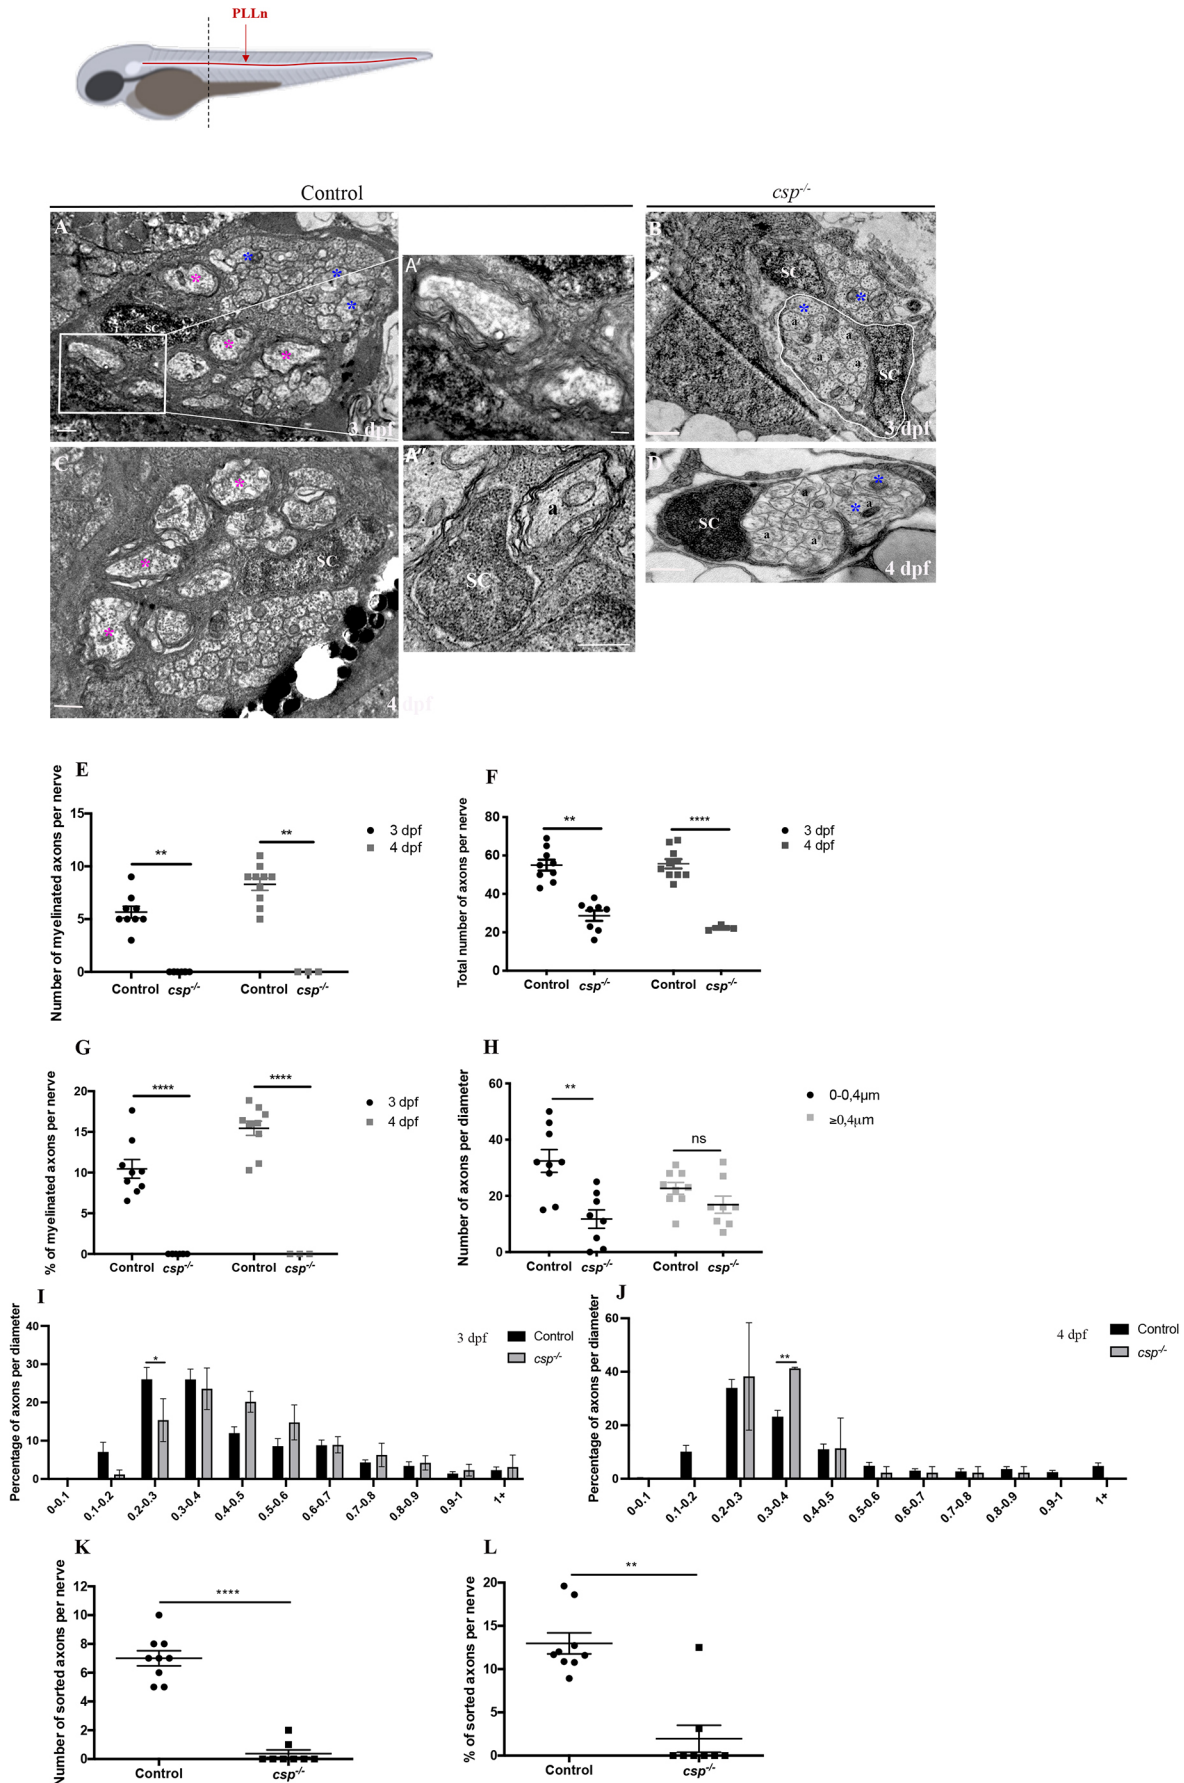 PLLn
Control
csp-/-
A
SC
3 dpf
A'
B
SC
a
a
a
a
SC
3 dpf
C
SC
4 dpf
A''
a
SC
D
SC
a
a
a
a
4 dpf
E
Number of myelinated axons per nerve
15
10
5
0
**
**
Control
csp-/-
Control
csp-/-
3 dpf
4 dpf
F
Total number of axons per nerve
80
60
40
20
0
**
****
Control
csp-/-
Control
csp-/-
3 dpf
4 dpf
G
% of myelinated axons per nerve
20
15
10
5
0
****
****
Control
csp-/-
Control
csp-/-
3 dpf
4 dpf
H
Number of axons per diameter
60
40
20
0
**
ns
Control
csp-/-
Control
csp-/-
0-0,4µm
≥0,4µm
I
Percentage of axons per diameter
40
30
20
10
0
*
3 dpf
Control
csp-/-
0-0.1
0.1-0.2
0.2-0.3
0.3-0.4
0.4-0.5
0.5-0.6
0.6-0.7
0.7-0.8
0.8-0.9
0.9-1
1+
J
Percentage of axons per diameter
60
40
20
0
**
4 dpf
Control
csp-/-
0-0.1
0.1-0.2
0.2-0.3
0.3-0.4
0.4-0.5
0.5-0.6
0.6-0.7
0.7-0.8
0.8-0.9
0.9-1
1+
K
Number of sorted axons per nerve
12
10
8
6
4
2
0
****
Control
csp-/-
L
% of sorted axons per nerve
20
15
10
5
0
**
Control
csp-/-